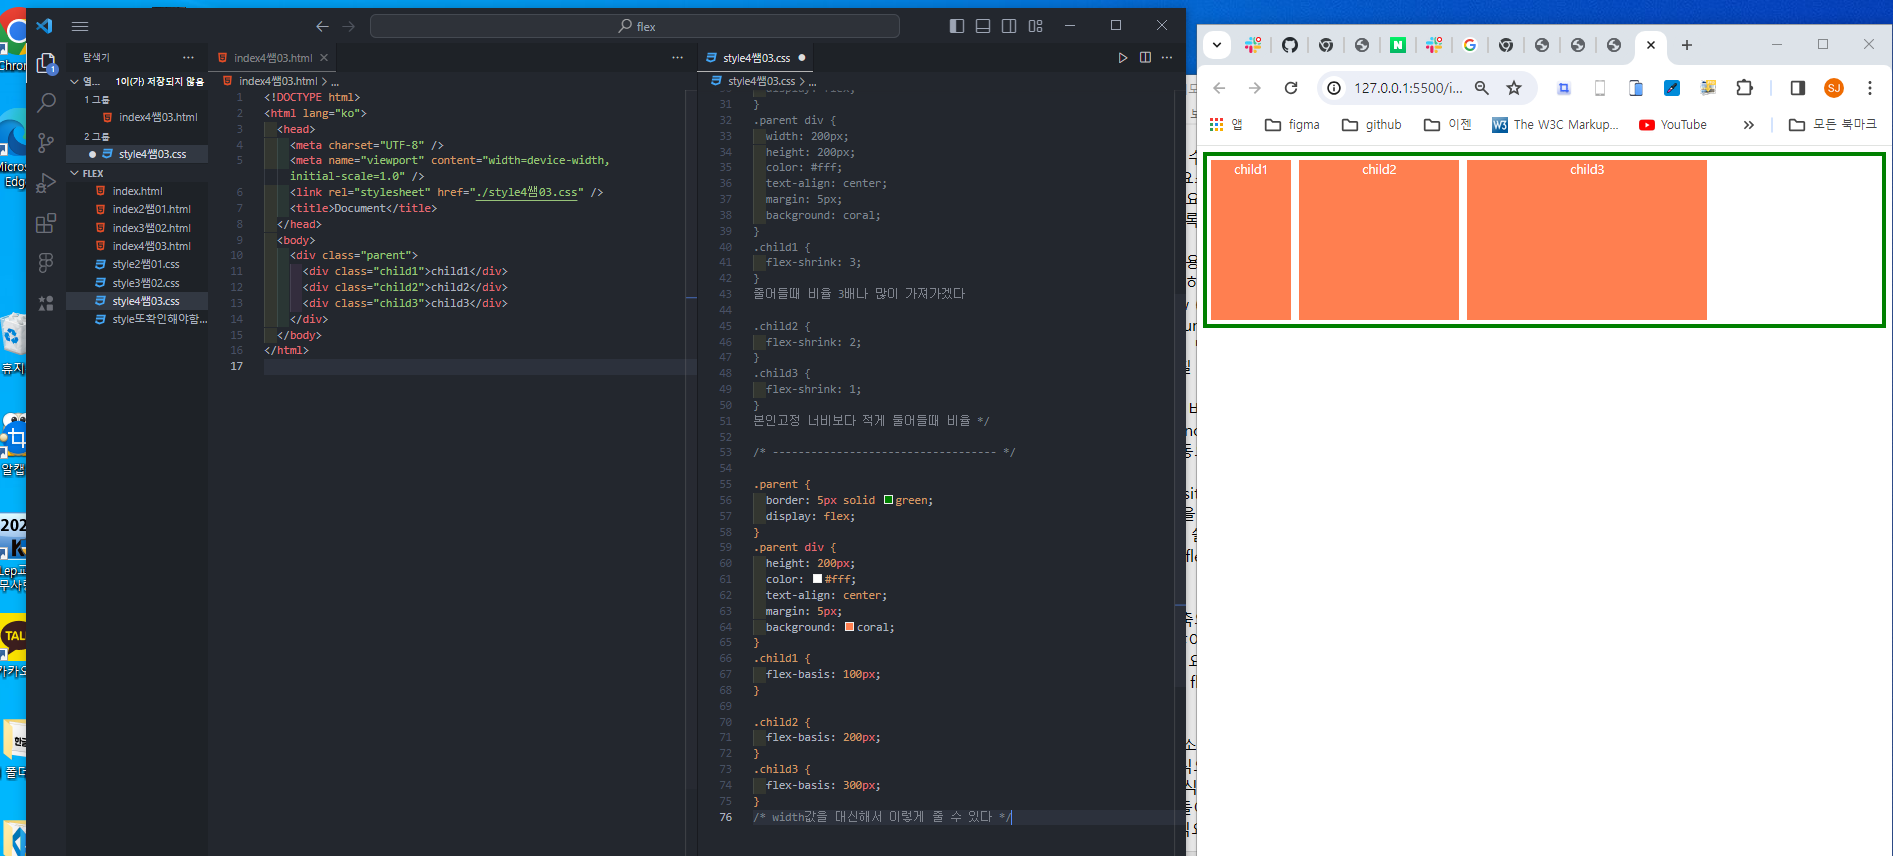 flex
탐색기
index4쌤03.html
style4쌤03.css
열... 1이(가) 저장되지 않음
1 그룹
index4쌤03.html
2 그룹
style4쌤03.css
FLEX
index.html
index2쌤01.html
index3쌤02.html
index4쌤03.html
style2쌤01.css
style3쌤02.css
style4쌤03.css
style또확인해야함...
index4쌤03.html > ...
1 <!DOCTYPE html>
2 <html lang="ko">
3 <head>
4 <meta charset="UTF-8" />
5 <meta name="viewport" content="width=device-width,
initial-scale=1.0" />
6 <link rel="stylesheet" href="./style4쌤03.css" />
7 <title>Document</title>
8 </head>
9 <body>
10 <div class="parent">
11 <div class="child1">child1</div>
12 <div class="child2">child2</div>
13 <div class="child3">child3</div>
14 </div>
15 </body>
16 </html>
17
style4쌤03.css > ...
31 }
32 .parent div {
33 width: 200px;
34 height: 200px;
35 color: #fff;
36 text-align: center;
37 margin: 5px;
38 background: coral;
39 }
40 .child1 {
41 flex-shrink: 3;
42 }
43 줄어들때 비율 3배나 많이 가져가겠다
44
45 .child2 {
46 flex-shrink: 2;
47 }
48 .child3 {
49 flex-shrink: 1;
50 }
51 본인고정 너비보다 적게 둘어들때 비율 */
52
53 /* ----------------------------------- */
54
55 .parent {
56 border: 5px solid green;
57 display: flex;
58 }
59 .parent div {
60 height: 200px;
61 color: #fff;
62 text-align: center;
63 margin: 5px;
64 background: coral;
65 }
66 .child1 {
67 flex-basis: 100px;
68 }
69
70 .child2 {
71 flex-basis: 200px;
72 }
73 .child3 {
74 flex-basis: 300px;
75 }
76 /* width값을 대신해서 이렇게 줄 수 있다 */
127.0.0.1:5500/i...
SJ
앱 figma github 이젠 The W3C Markup... YouTube » 모든 북마크
child1 child2 child3